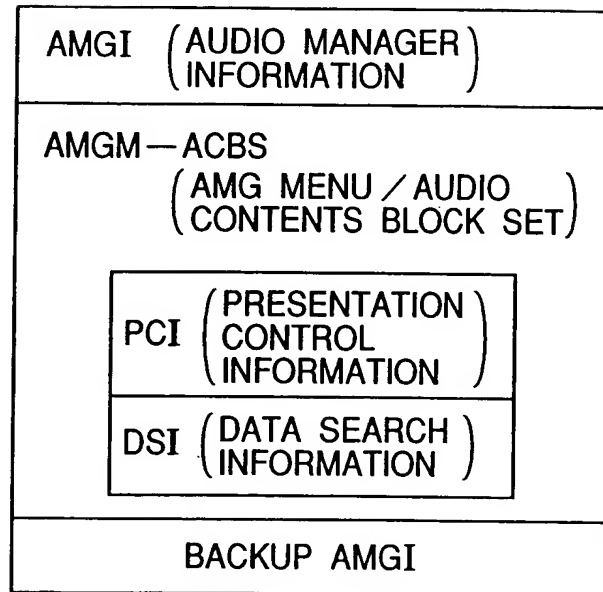 AMGI (AUDIO MANAGER
INFORMATION)
AMGM—ACBS
(AMG MENU / AUDIO
CONTENTS BLOCK SET)
PCI (PRESENTATION
CONTROL
INFORMATION)
DSI (DATA SEARCH
INFORMATION)
BACKUP AMGI